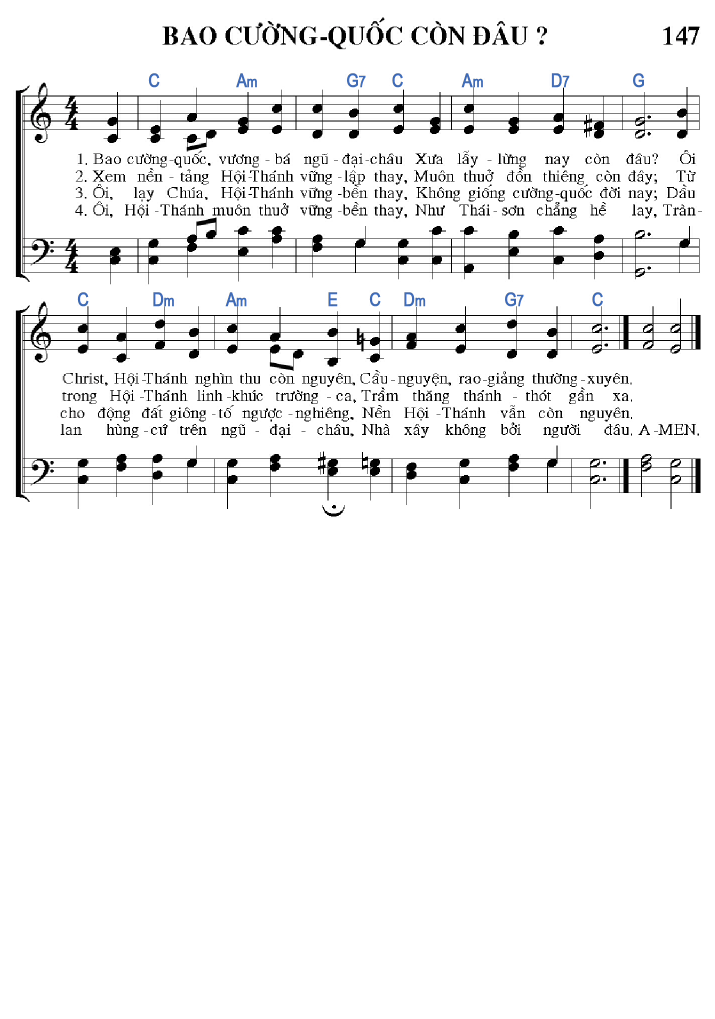 BAO CƯỜNG-QUỐC CÒN ĐÂU ? 147
C Am G7 C Am D7 G
1. Bao cường-quốc, vương-bá ngũ-đại-châu Xưa lẫy-lừng nay còn đâu? Ôi
2. Xem nền-tảng Hội-Thánh vững-lập thay, Muôn thuở đồn thiêng còn đây; Từ
3. Ôi, lạy Chúa, Hội-Thánh vững-bền thay, Không giống cường-quốc đời nay; Dầu
4. Ôi, Hội-Thánh muôn thuở vững-bền thay, Như Thái-sơn chẳng hề lay, Tràn-
C Dm Am E C Dm G7 C
Christ, Hội-Thánh nghìn thu còn nguyên, Cầu-nguyện, rao-giảng thường-xuyên.
trong Hội-Thánh linh-khúc trường-ca, Trầm thăng thánh-thót gần xa.
cho động đất giông-tố ngược-nghiêng, Nền Hội-Thánh vẫn còn nguyên.
lan hùng-cứ trên ngũ-đại-châu, Nhà xây không bởi người đâu. A-MEN.